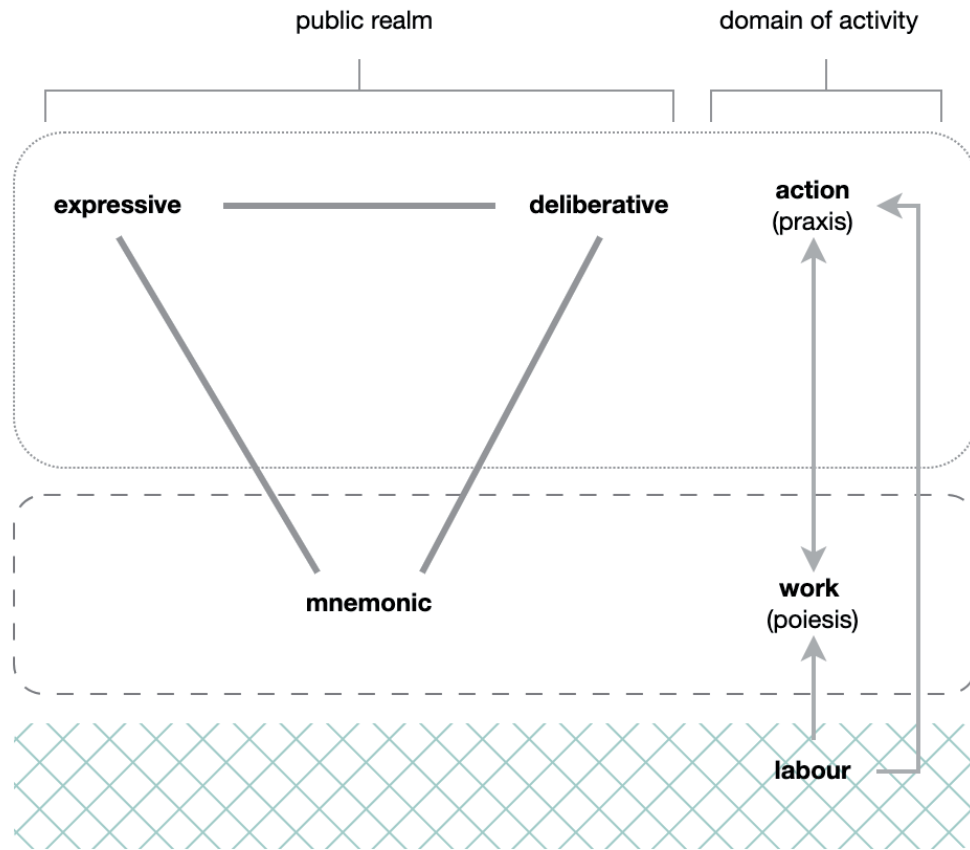 public realm
domain of activity
expressive
deliberative
action
(praxis)
mnemonic
work
(poiesis)
labour